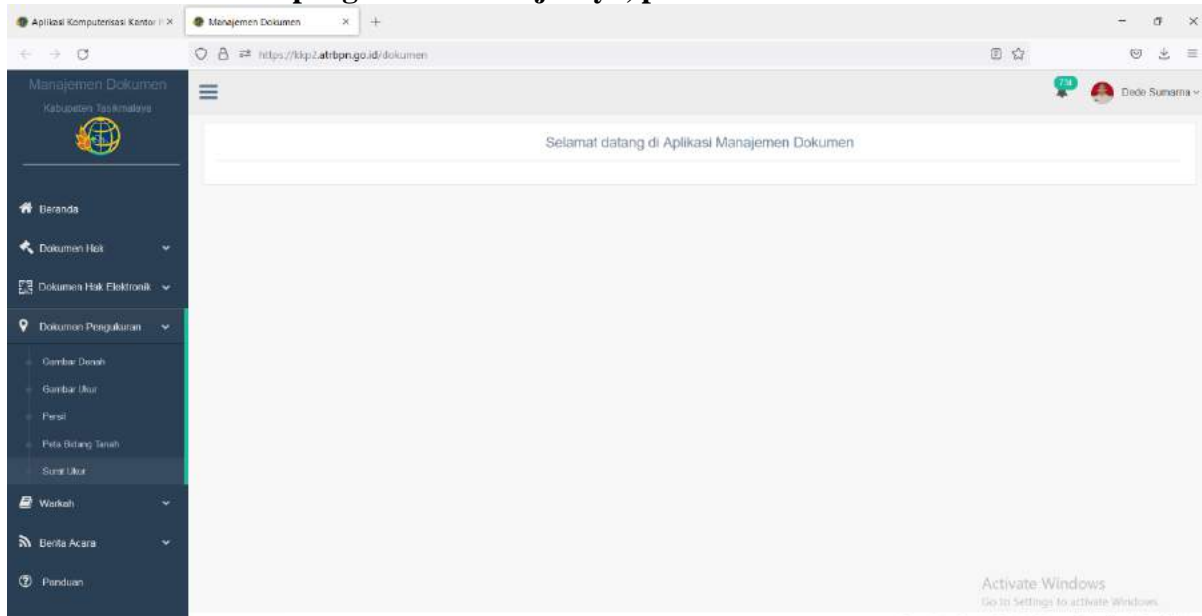 Aplikasi Komputerisasi Kantor
Manajemen Dokumen
https://kkp2.atrbpn.go.id/dokumen
Manajemen Dokumen
Kabupaten Tasikmalaya
Dede Sumarna
Selamat datang di Aplikasi Manajemen Dokumen
Beranda
Dokumen Hak
Dokumen Hak Elektronik
Dokumen Pengukuran
Gambar Denah
Gambar Ukur
Persil
Peta Bidang Tanah
Surat Ukur
Warkah
Berita Acara
Panduan
Activate Windows
Go to Settings to activate Windows.